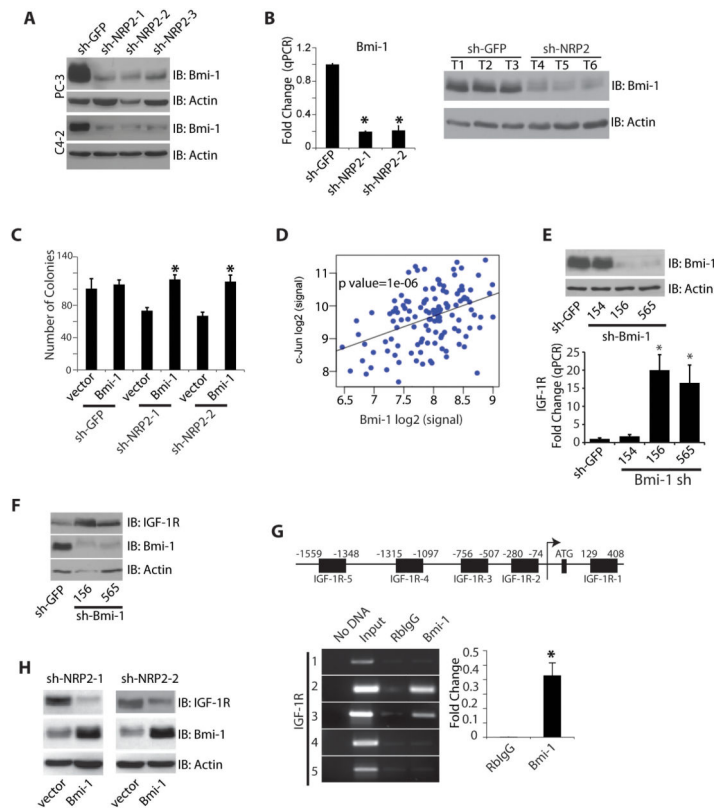 A
sh-GFP
sh-NRP2-1
sh-NRP2-2
sh-NRP2-3
PC-3
IB: Bmi-1
IB: Actin
C4-2
IB: Bmi-1
IB: Actin
B
Bmi-1
Fold Change (qPCR)
1.2
0.8
0.4
0
*
*
sh-GFP
sh-NRP2-1
sh-NRP2-2
sh-GFP
sh-NRP2
T1 T2 T3 T4 T5 T6
IB: Bmi-1
IB: Actin
C
Number of Colonies
140
100
60
20
0
*
*
vector
Bmi-1
vector
Bmi-1
vector
Bmi-1
sh-GFP
sh-NRP2-1
sh-NRP2-2
D
p value=1e-06
c-Jun log2 (signal)
11
10
9
8
6.5 7 7.5 8 8.5 9
Bmi-1 log2 (signal)
E
IB: Bmi-1
IB: Actin
sh-GFP
154
156
565
sh-Bmi-1
IGF-1R
Fold Change (qPCR)
25
20
15
10
5
0
*
*
sh-GFP
154
156
565
Bmi-1 sh
F
IB: IGF-1R
IB: Bmi-1
IB: Actin
sh-GFP
156
565
sh-Bmi-1
G
-1559 -1348 -1315 -1097 -756 -507 -280 -74 ATG 129 408
IGF-1R-5 IGF-1R-4 IGF-1R-3 IGF-1R-2 IGF-1R-1
No DNA
Input
RbIgG
Bmi-1
IGF-1R
1
2
3
4
5
Fold Change
0.5
0.4
0.3
0.2
0.1
0
*
RbIgG
Bmi-1
H
sh-NRP2-1 sh-NRP2-2
IB: IGF-1R
IB: Bmi-1
IB: Actin
vector
Bmi-1
vector
Bmi-1